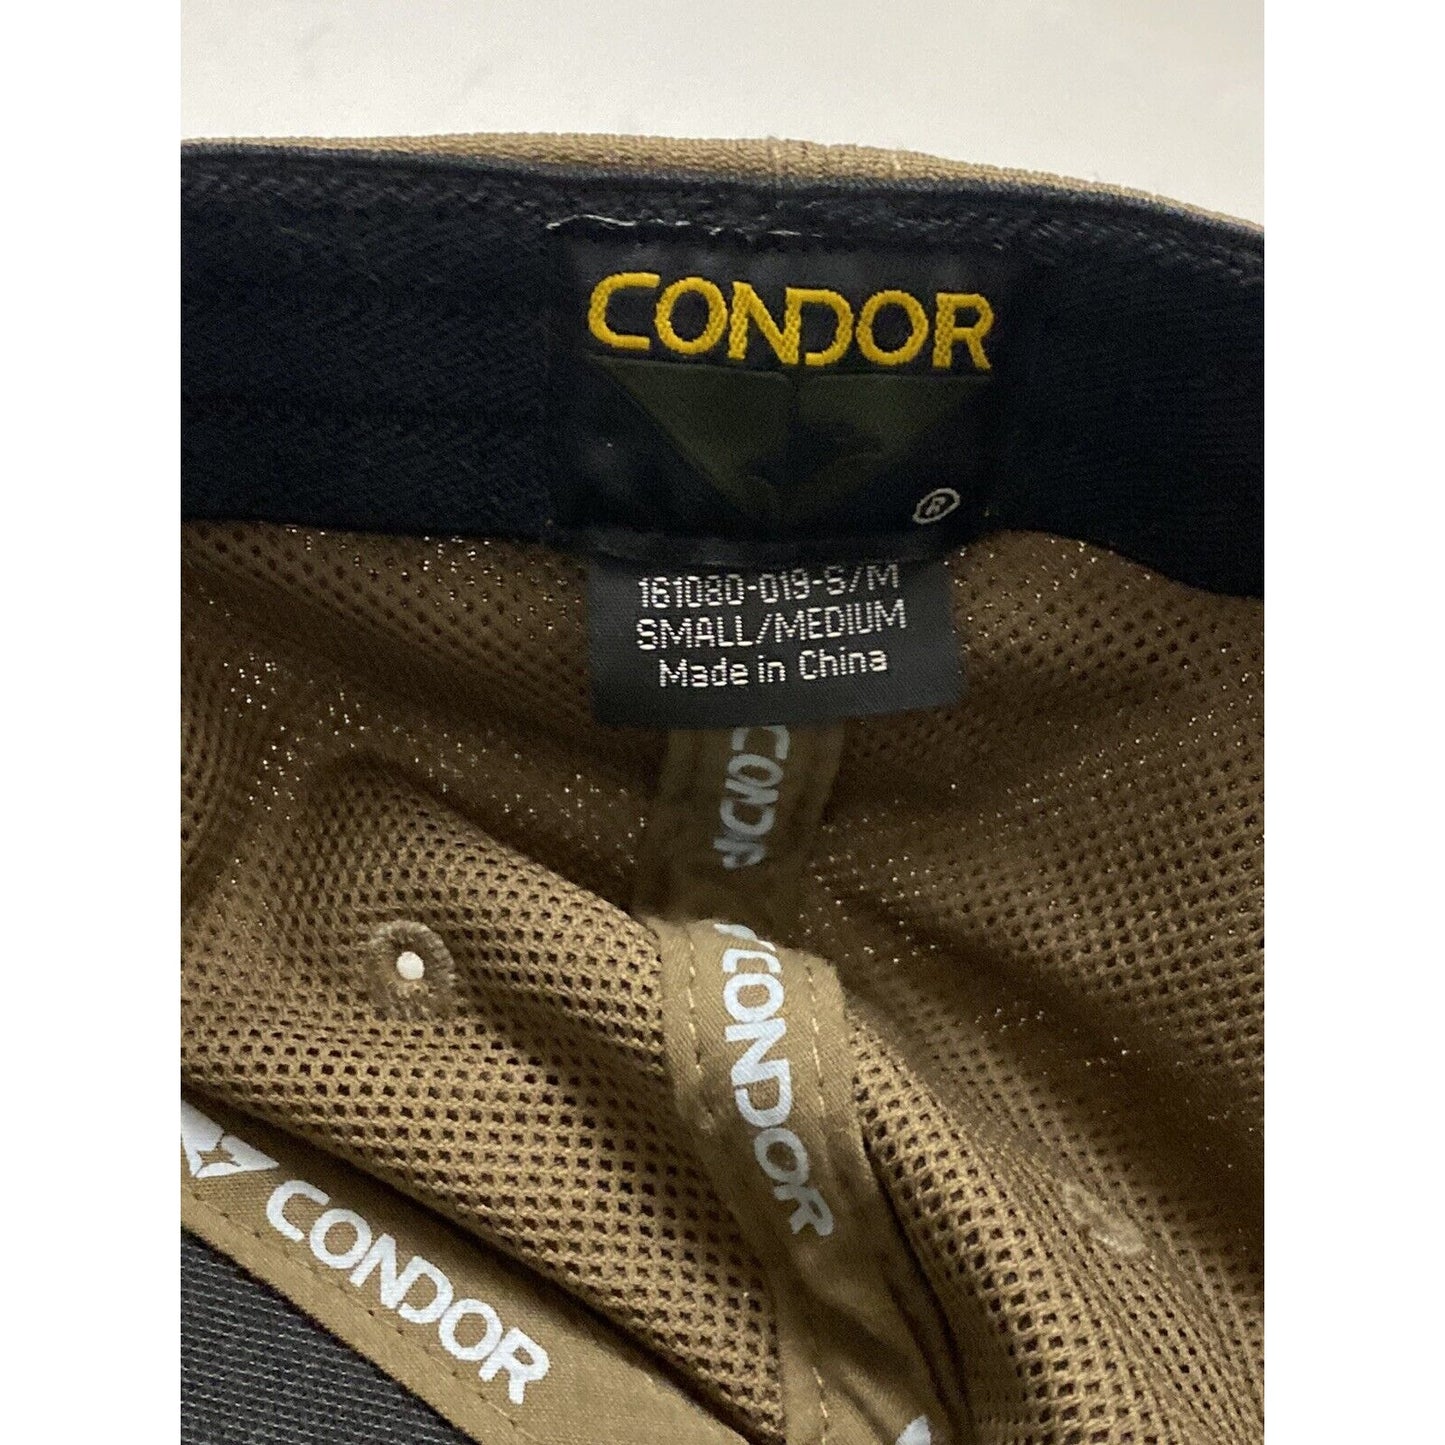 CONDOR
®
161080-019-S/M
SMALL/MEDIUM
Made in China
CONDOR
CONDOR
CONDOR